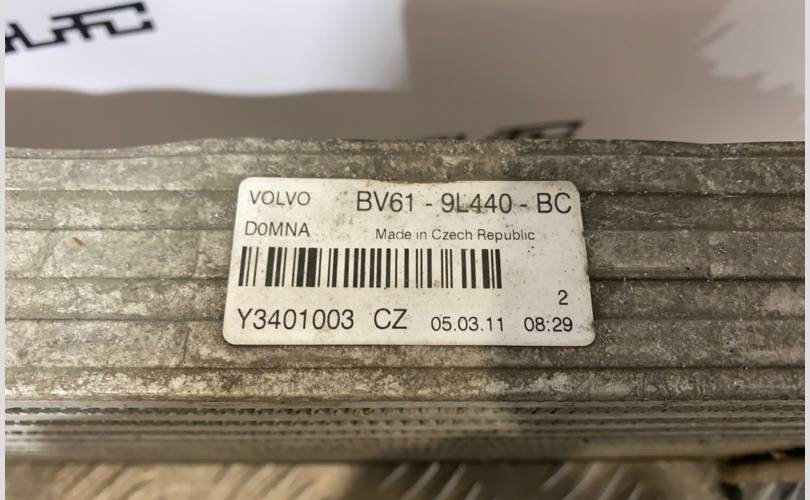 VOLVO BV61 - 9L440 - BC
D0MNA Made in Czech Republic
2
Y3401003 CZ 05.03.11 08:29